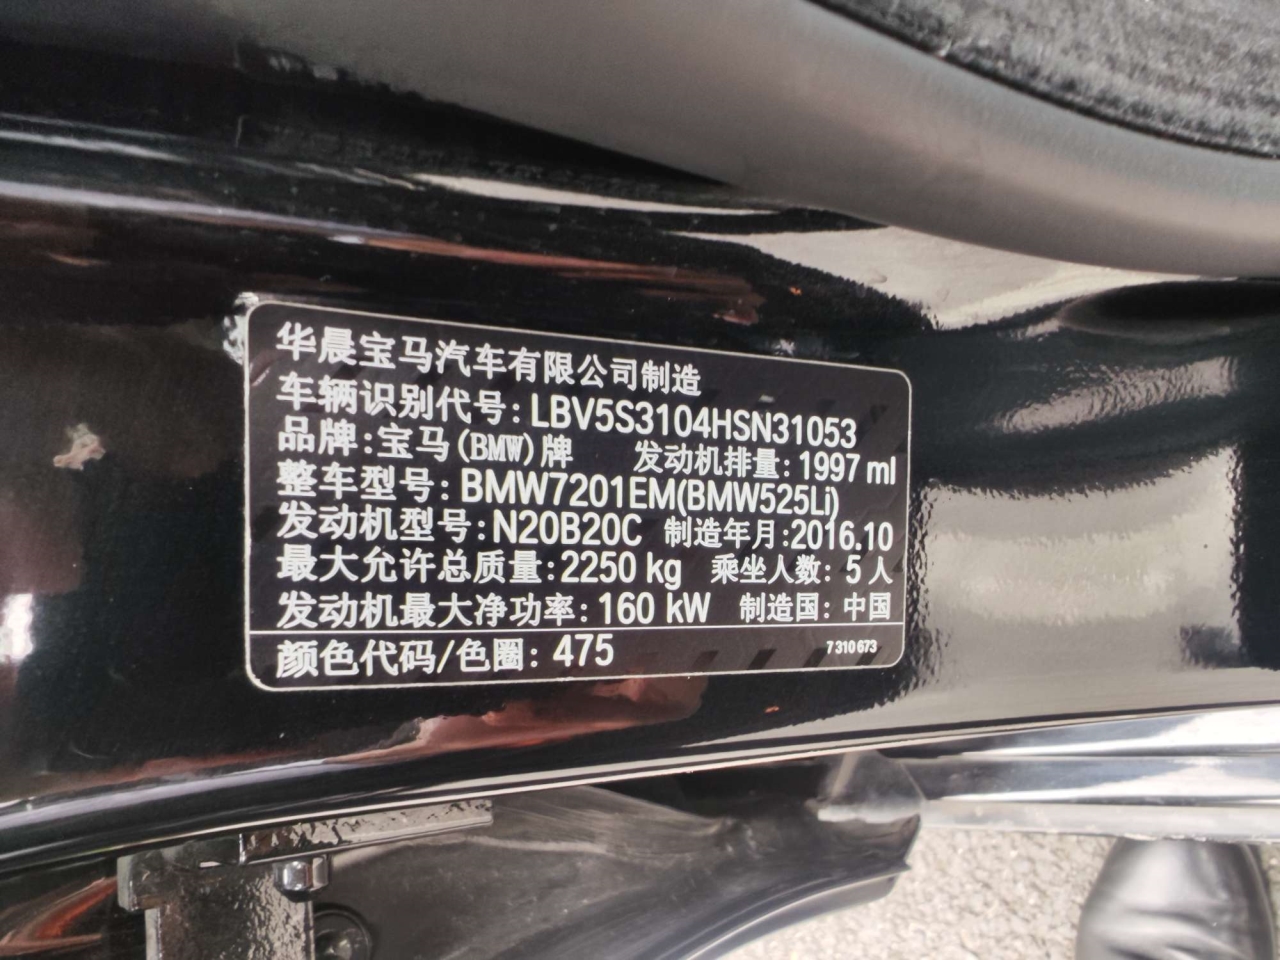 华晨宝马汽车有限公司制造
车辆识别代号:LBV5S3104HSN31053
品牌:宝马(BMW)牌 发动机排量:1997 ml
整车型号:BMW7201EM(BMW525Li)
发动机型号:N20B20C 制造年月:2016.10
最大允许总质量:2250 kg 乘坐人数: 5 人
发动机最大净功率: 160 kW 制造国: 中国
颜色代码/色圈: 475 7 310 673